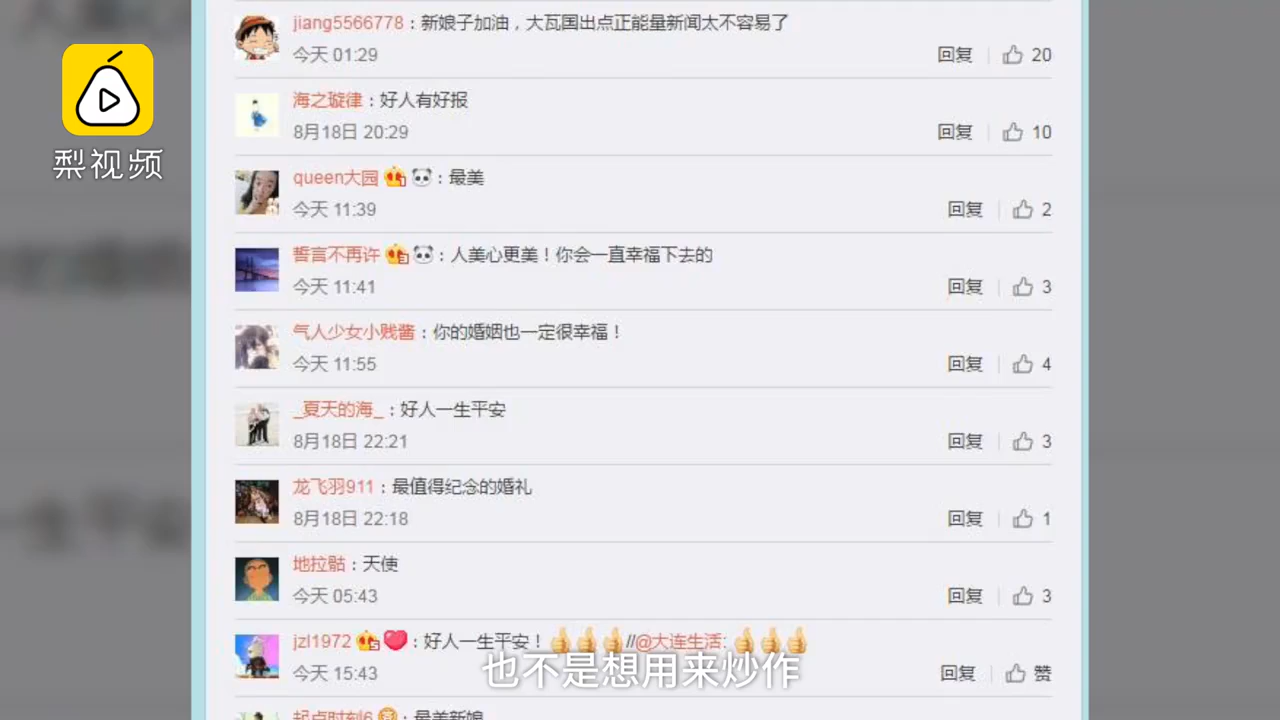 jiang5566778：新娘子加油，大瓦国出点正能量新闻太不容易了
今天 01:29 回复 20
梨视频
海之璇律：好人有好报
8月18日 20:29 回复 10
queen大园：最美
今天 11:39 回复 2
誓言不再许：人美心更美！你会一直幸福下去的
今天 11:41 回复 3
气人少女小贱酱：你的婚姻也一定很幸福！
今天 11:55 回复 4
_夏天的海_：好人一生平安
8月18日 22:21 回复 3
龙飞羽911：最值得纪念的婚礼
8月18日 22:18 回复 1
地拉骷：天使
今天 05:43 回复 3
jzl1972：好人一生平安！👍👍👍//@大连生活: 👍👍👍
今天 15:43 回复 赞
也不是想用来炒作
起点时刻6：最美新娘